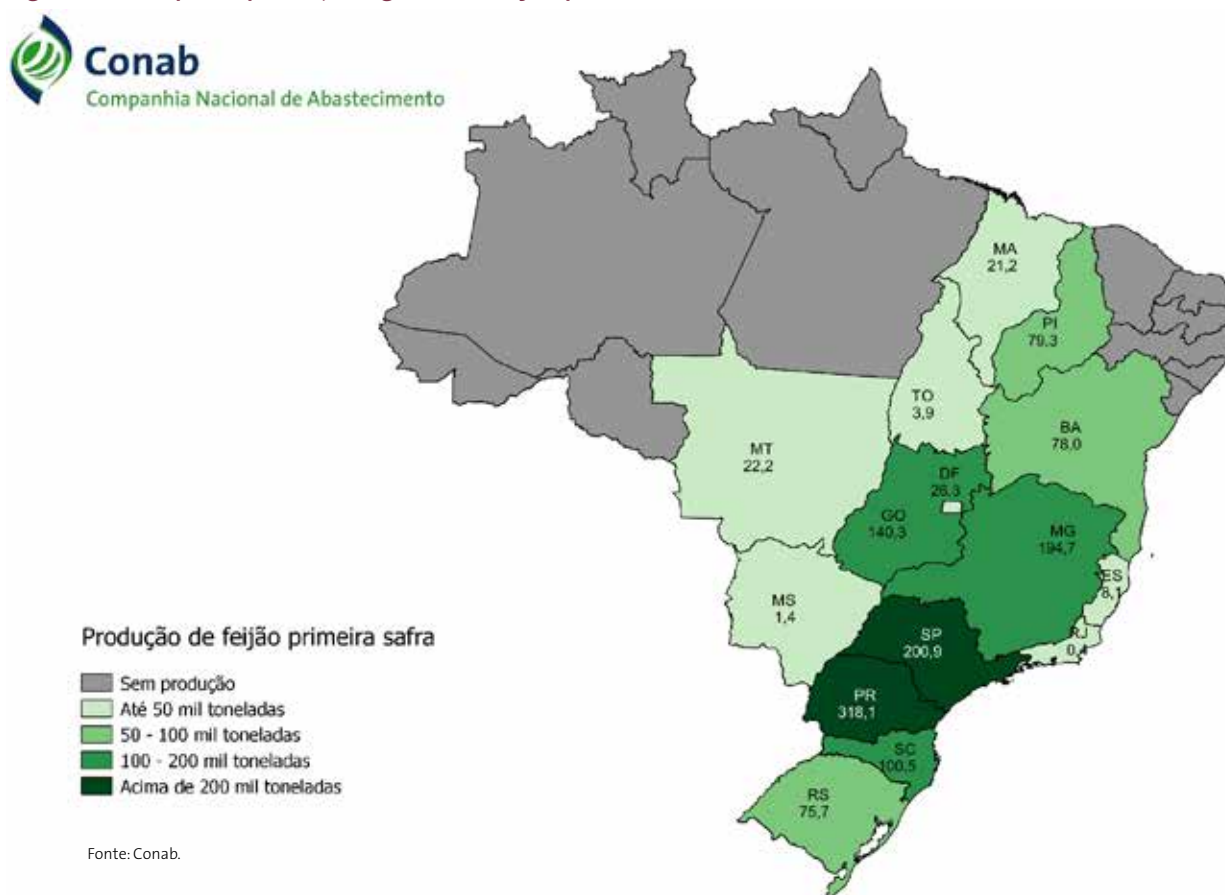 Conab
Companhia Nacional de Abastecimento
MA
21,2
PI
79,3
TO
3,9
BA
78,0
MT
22,2
DF
26,3
GO
140,3
MG
194,7
ES
8,1
MS
1,4
RJ
0,4
SP
200,9
PR
318,1
SC
100,5
RS
75,7
Produção de feijão primeira safra
Sem produção
Até 50 mil toneladas
50 - 100 mil toneladas
100 - 200 mil toneladas
Acima de 200 mil toneladas
Fonte: Conab.